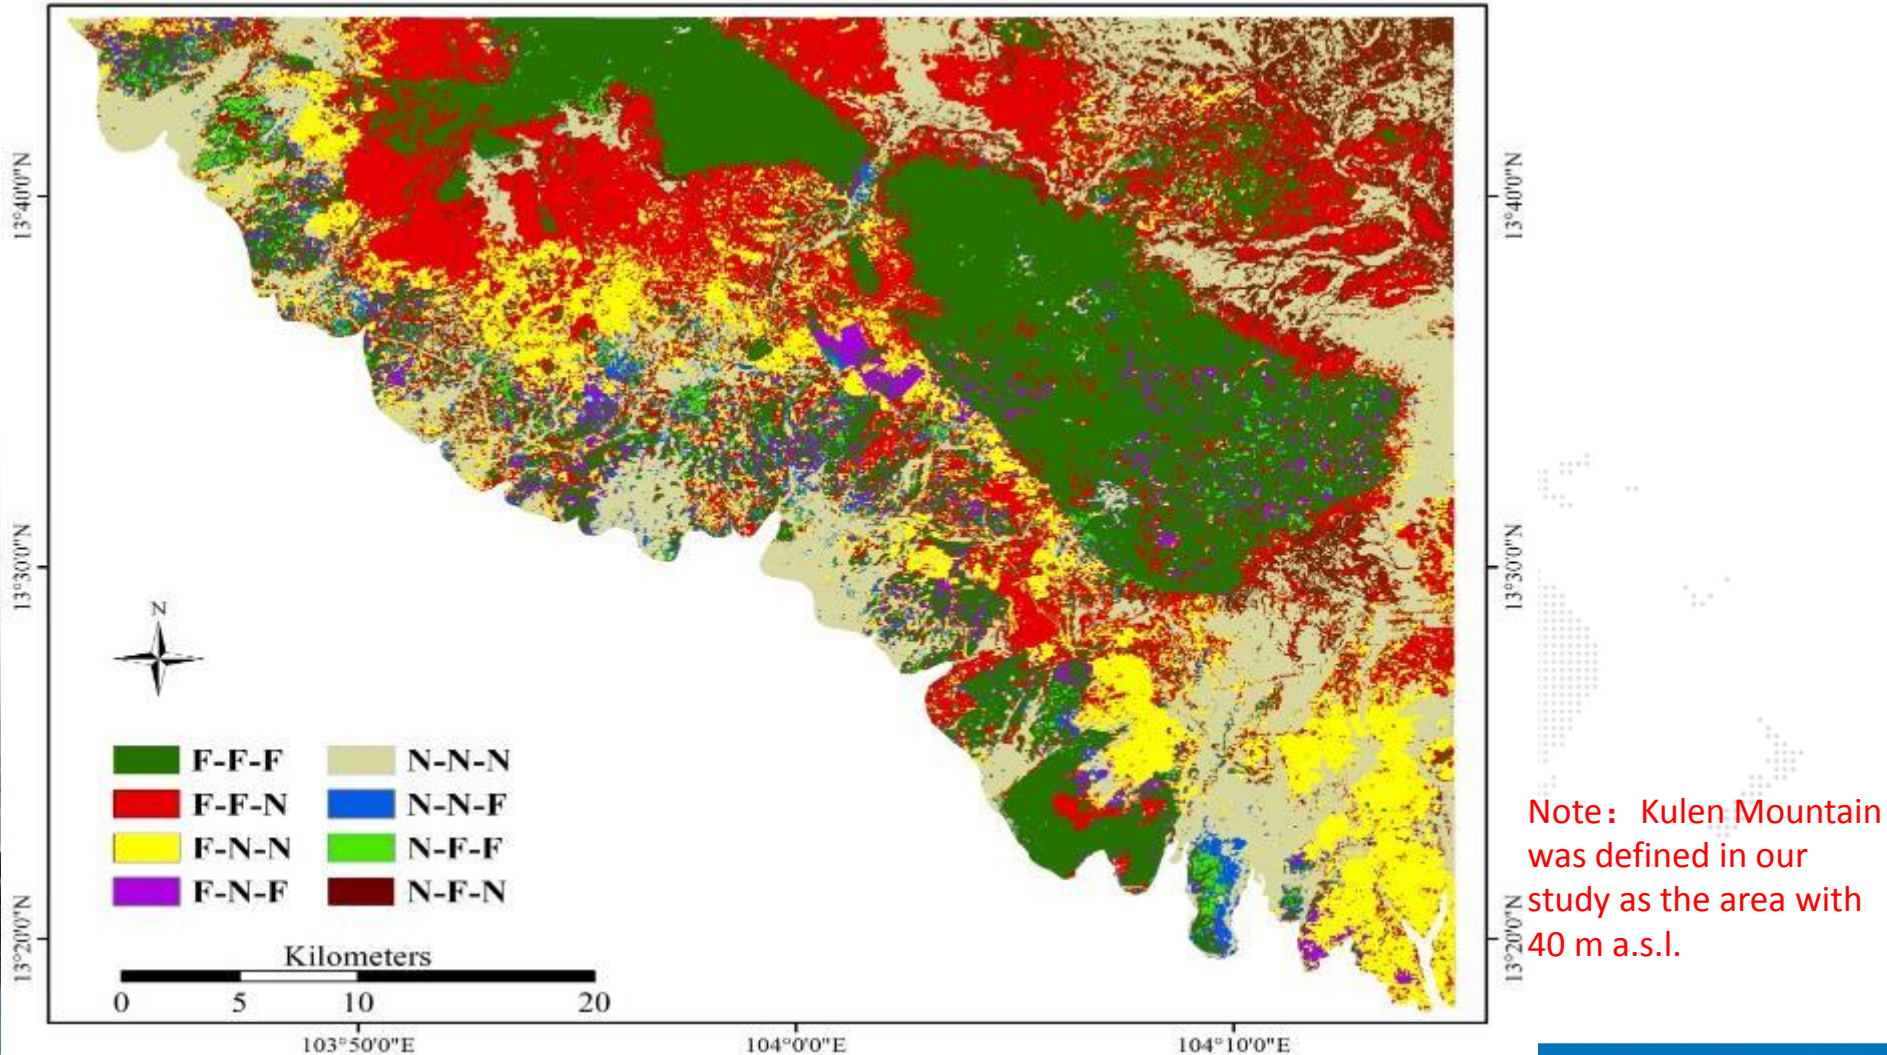 13°40'0"N
13°30'0"N
13°20'0"N
13°40'0"N
13°30'0"N
13°20'0"N
N
F-F-F
N-N-N
F-F-N
N-N-F
F-N-N
N-F-F
F-N-F
N-F-N
Kilometers
0 5 10 20
103°50'0"E
104°0'0"E
104°10'0"E
Note： Kulen Mountain
was defined in our
study as the area with
40 m a.s.l.